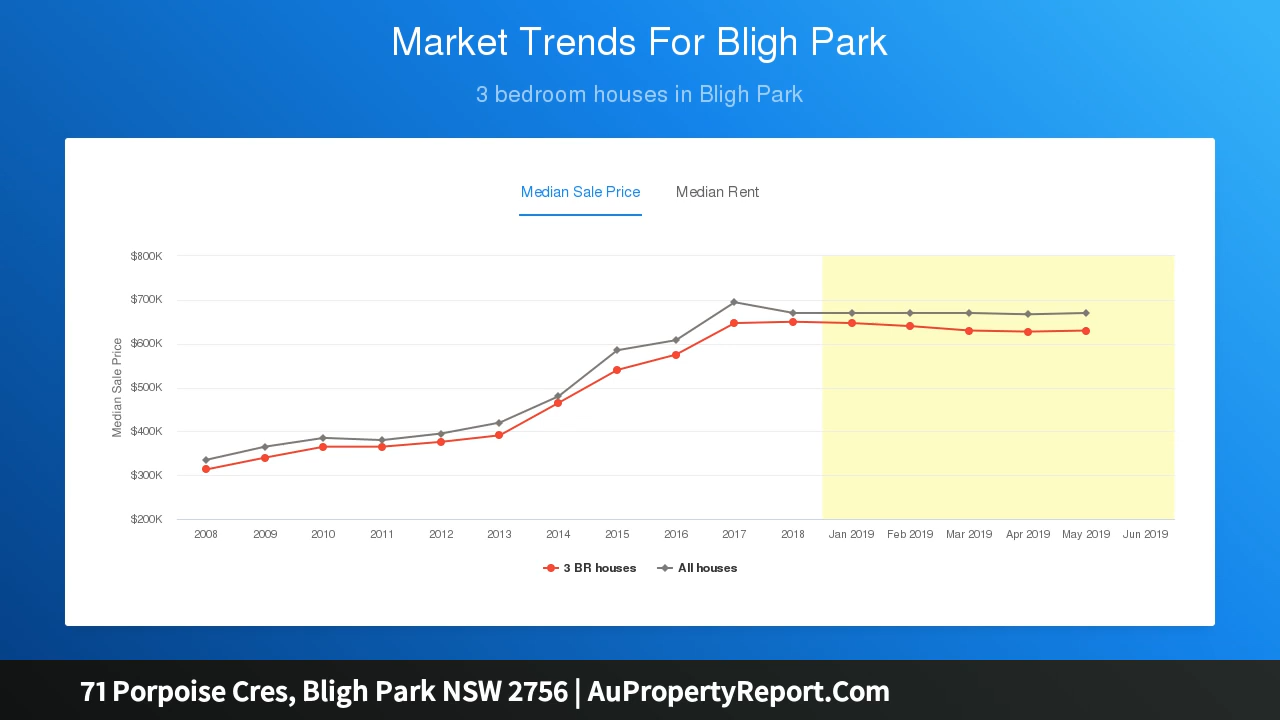 Market Trends For Bligh Park
3 bedroom houses in Bligh Park
Median Sale Price Median Rent
$800K
$700K
$600K
$500K
$400K
$300K
$200K
Median Sale Price
2008 2009 2010 2011 2012 2013 2014 2015 2016 2017 2018 Jan 2019 Feb 2019 Mar 2019 Apr 2019 May 2019 Jun 2019
3 BR houses All houses
71 Porpoise Cres, Bligh Park NSW 2756 | AuPropertyReport.Com